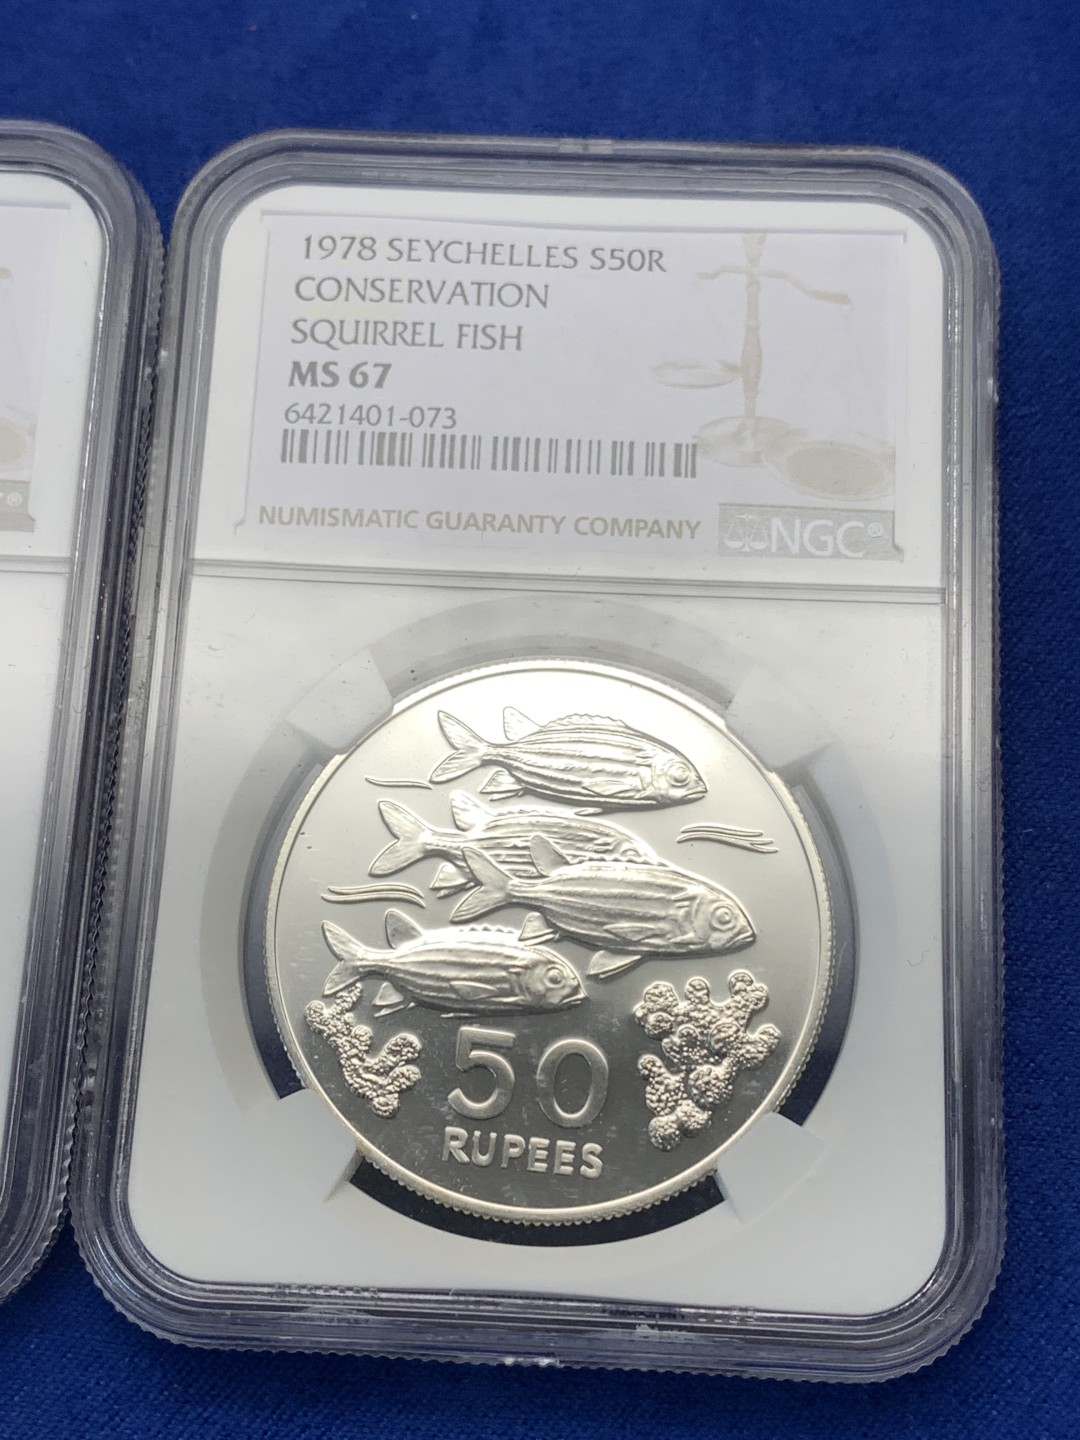 1978 SEYCHELLES S50R
CONSERVATION
SQUIRREL FISH
MS 67
6421401-073
NUMISMATIC GUARANTY COMPANY
NGC®
®
50
RUPEES